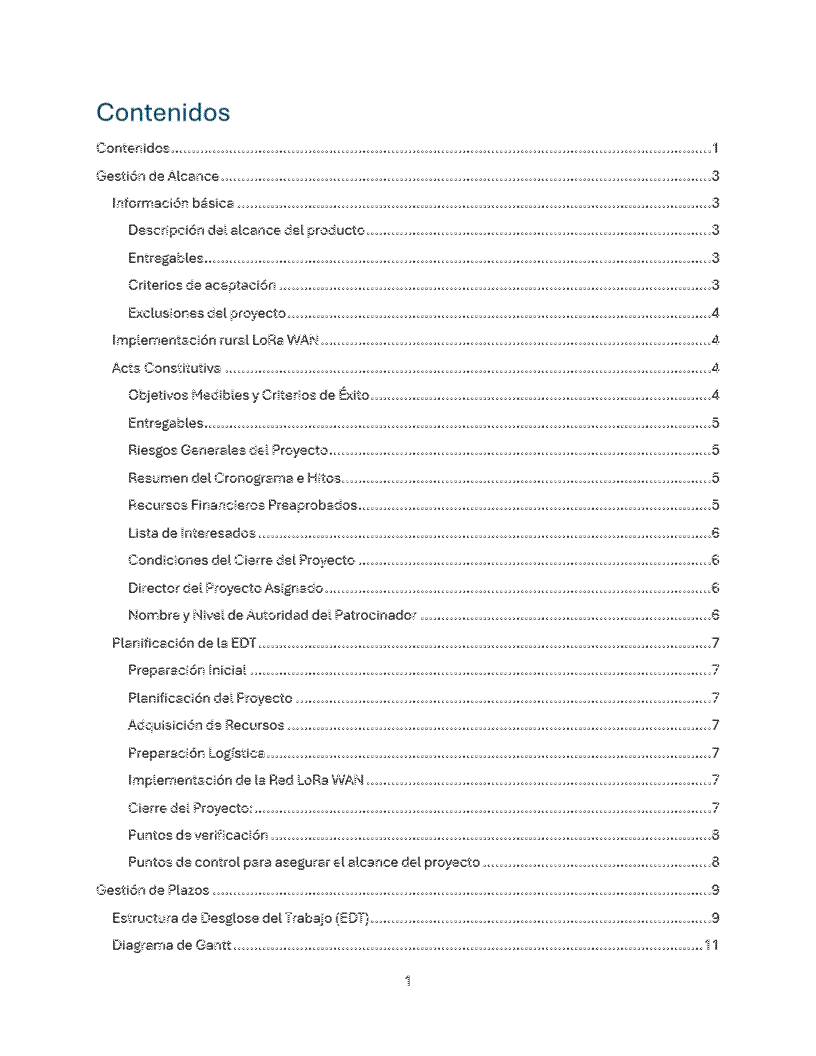 Contenidos
Contenidos 1
Gestión de Alcance 3
Información básica 3
Descripción del alcance del producto 3
Entregables 3
Criterios de aceptación 3
Exclusiones del proyecto 4
Implementación rural LoRa WAN 4
Acta Constitutiva 4
Objetivos Medibles y Criterios de Éxito 4
Entregables 5
Riesgos Generales del Proyecto 5
Resumen del Cronograma e Hitos 5
Recursos Financieros Preaprobados 5
Lista de Interesados 6
Condiciones del Cierre del Proyecto 6
Director del Proyecto Asignado 6
Nombre y Nivel de Autoridad del Patrocinador 6
Planificación de la EDT 7
Preparación Inicial 7
Planificación del Proyecto 7
Adquisición de Recursos 7
Preparación Logística 7
Implementación de la Red LoRa WAN 7
Cierre del Proyecto: 7
Puntos de verificación 8
Puntos de control para asegurar el alcance del proyecto 8
Gestión de Plazos 9
Estructura de Desglose del Trabajo (EDT) 9
Diagrama de Gantt 11
1